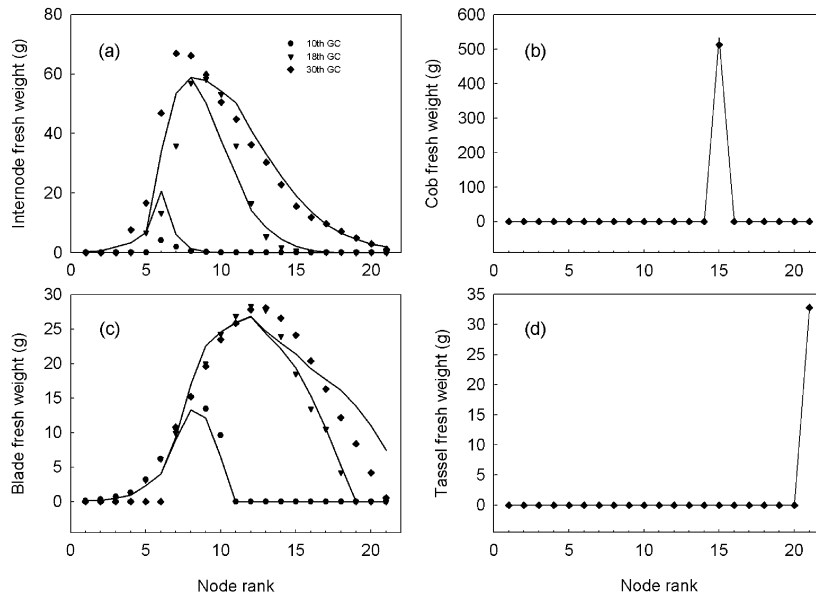 (a)
10th GC
18th GC
30th GC
Internode fresh weight (g)
80
60
40
20
0
0 5 10 15 20
(b)
Cob fresh weight (g)
600
500
400
300
200
100
0
0 5 10 15 20
(c)
Blade fresh weight (g)
35
30
25
20
15
10
5
0
0 5 10 15 20
Node rank
(d)
Tassel fresh weight (g)
35
30
25
20
15
10
5
0
0 5 10 15 20
Node rank